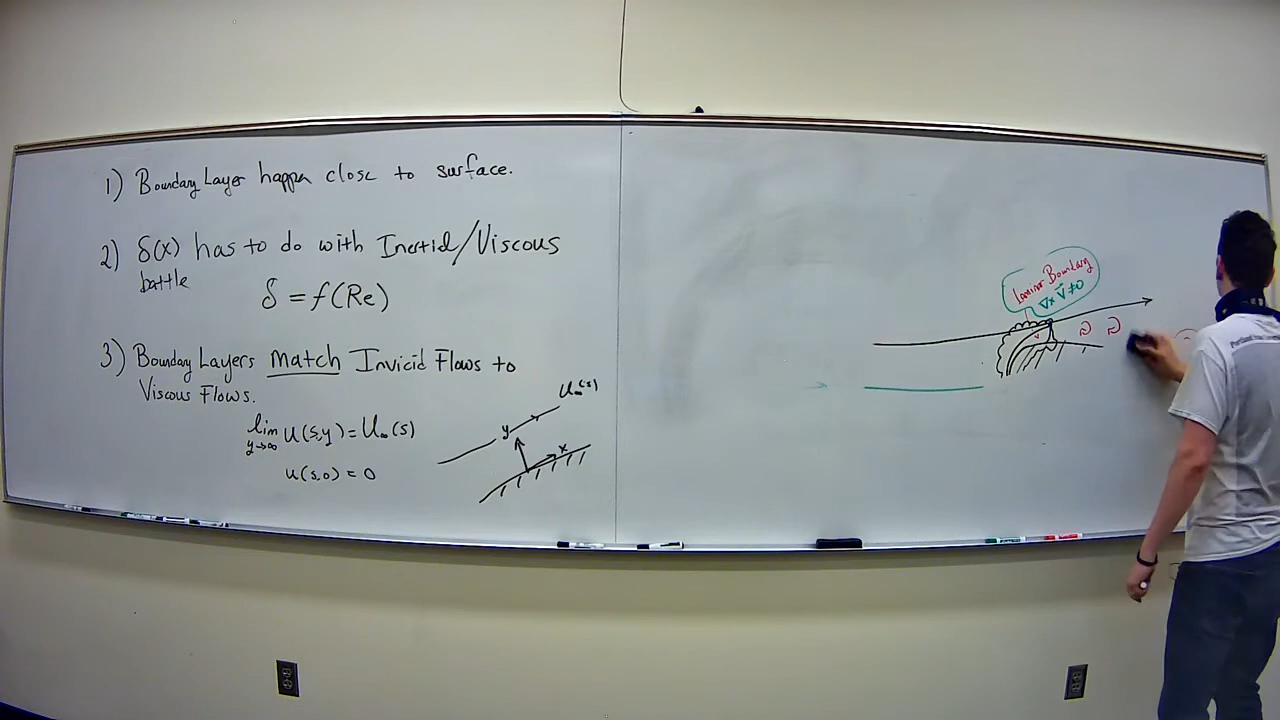 1) Boundary Layer happen close to surface.
2) δ(x) has to do with Inertial/Viscous
battle
δ = f(Re)
3) Boundary Layers match Invicid Flows to
Viscous Flows.
lim y→∞ u(s,y) = U∞(s)
u(s,0) = 0
U∞(s)
y
x
Laminar Boundary
∇x V⃗ ≠ 0